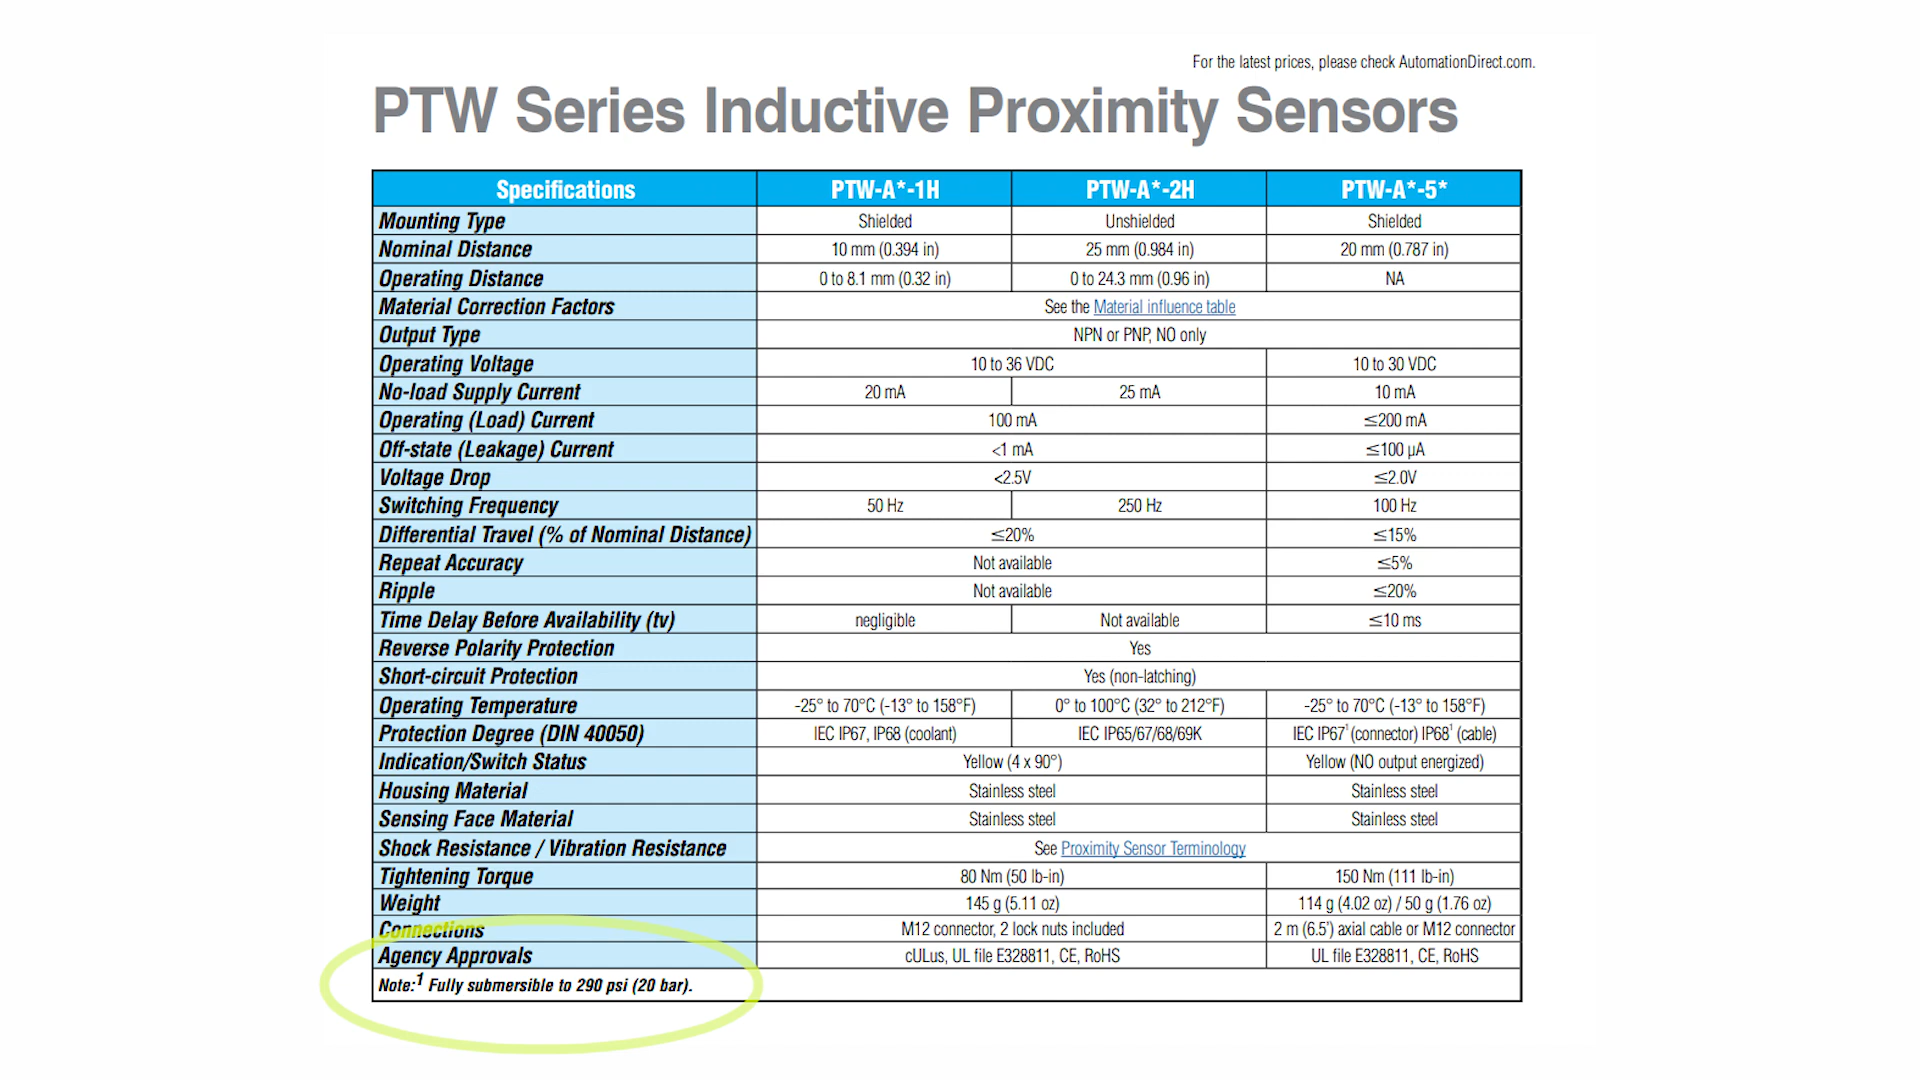 For the latest prices, please check AutomationDirect.com.
PTW Series Inductive Proximity Sensors
Specifications PTW-A*-1H PTW-A*-2H PTW-A*-5*
Mounting Type Shielded Unshielded Shielded
Nominal Distance 10 mm (0.394 in) 25 mm (0.984 in) 20 mm (0.787 in)
Operating Distance 0 to 8.1 mm (0.32 in) 0 to 24.3 mm (0.96 in) NA
Material Correction Factors See the Material influence table
Output Type NPN or PNP, NO only
Operating Voltage 10 to 36 VDC 10 to 30 VDC
No-load Supply Current 20 mA 25 mA 10 mA
Operating (Load) Current 100 mA ≤200 mA
Off-state (Leakage) Current <1 mA ≤100 µA
Voltage Drop <2.5V ≤2.0V
Switching Frequency 50 Hz 250 Hz 100 Hz
Differential Travel (% of Nominal Distance) ≤20% ≤15%
Repeat Accuracy Not available ≤5%
Ripple Not available ≤20%
Time Delay Before Availability (tv) negligible Not available ≤10 ms
Reverse Polarity Protection Yes
Short-circuit Protection Yes (non-latching)
Operating Temperature -25° to 70°C (-13° to 158°F) 0° to 100°C (32° to 212°F) -25° to 70°C (-13° to 158°F)
Protection Degree (DIN 40050) IEC IP67, IP68 (coolant) IEC IP65/67/68/69K IEC IP67¹ (connector) IP68¹ (cable)
Indication/Switch Status Yellow (4 x 90°) Yellow (NO output energized)
Housing Material Stainless steel Stainless steel
Sensing Face Material Stainless steel Stainless steel
Shock Resistance / Vibration Resistance See Proximity Sensor Terminology
Tightening Torque 80 Nm (50 lb-in) 150 Nm (111 lb-in)
Weight 145 g (5.11 oz) 114 g (4.02 oz) / 50 g (1.76 oz)
Connections M12 connector, 2 lock nuts included 2 m (6.5') axial cable or M12 connector
Agency Approvals cULus, UL file E328811, CE, RoHS UL file E328811, CE, RoHS
Note:¹ Fully submersible to 290 psi (20 bar).